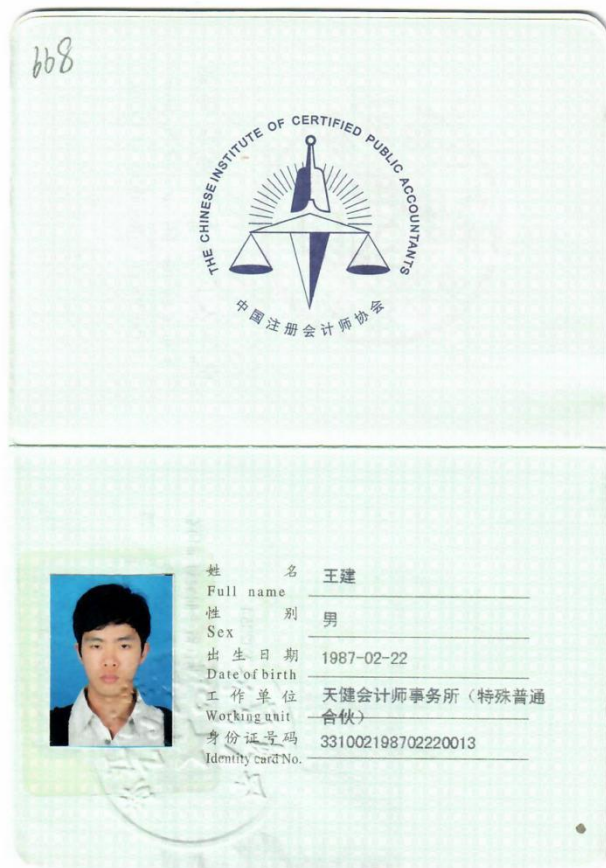 668
THE CHINESE INSTITUTE OF CERTIFIED PUBLIC ACCOUNTANTS
中国注册会计师协会
姓 名 王建
Full name
性 别 男
Sex
出 生 日 期 1987-02-22
Date of birth
工 作 单 位 天健会计师事务所（特殊普通
Working unit 合伙）
身份证号码 331002198702220013
Identity card No.